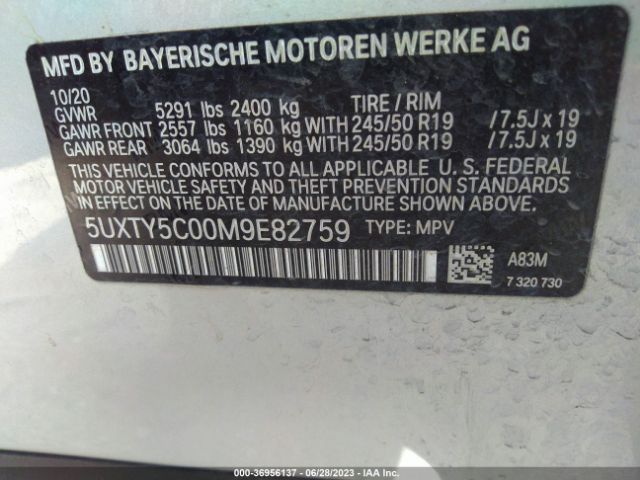 MFD BY BAYERISCHE MOTOREN WERKE AG
10/20
GVWR 5291 lbs 2400 kg TIRE / RIM
GAWR FRONT 2557 lbs 1160 kg WITH 245/50 R19 / 7.5J x 19
GAWR REAR 3064 lbs 1390 kg WITH 245/50 R19 / 7.5J x 19
THIS VEHICLE CONFORMS TO ALL APPLICABLE U. S. FEDERAL
MOTOR VEHICLE SAFETY AND THEFT PREVENTION STANDARDS
IN EFFECT ON THE DATE OF MANUFACTURE SHOWN ABOVE.
5UXTY5C00M9E82759 TYPE: MPV
A83M
7 320 730
000-36956137 - 06/28/2023 - IAA Inc.